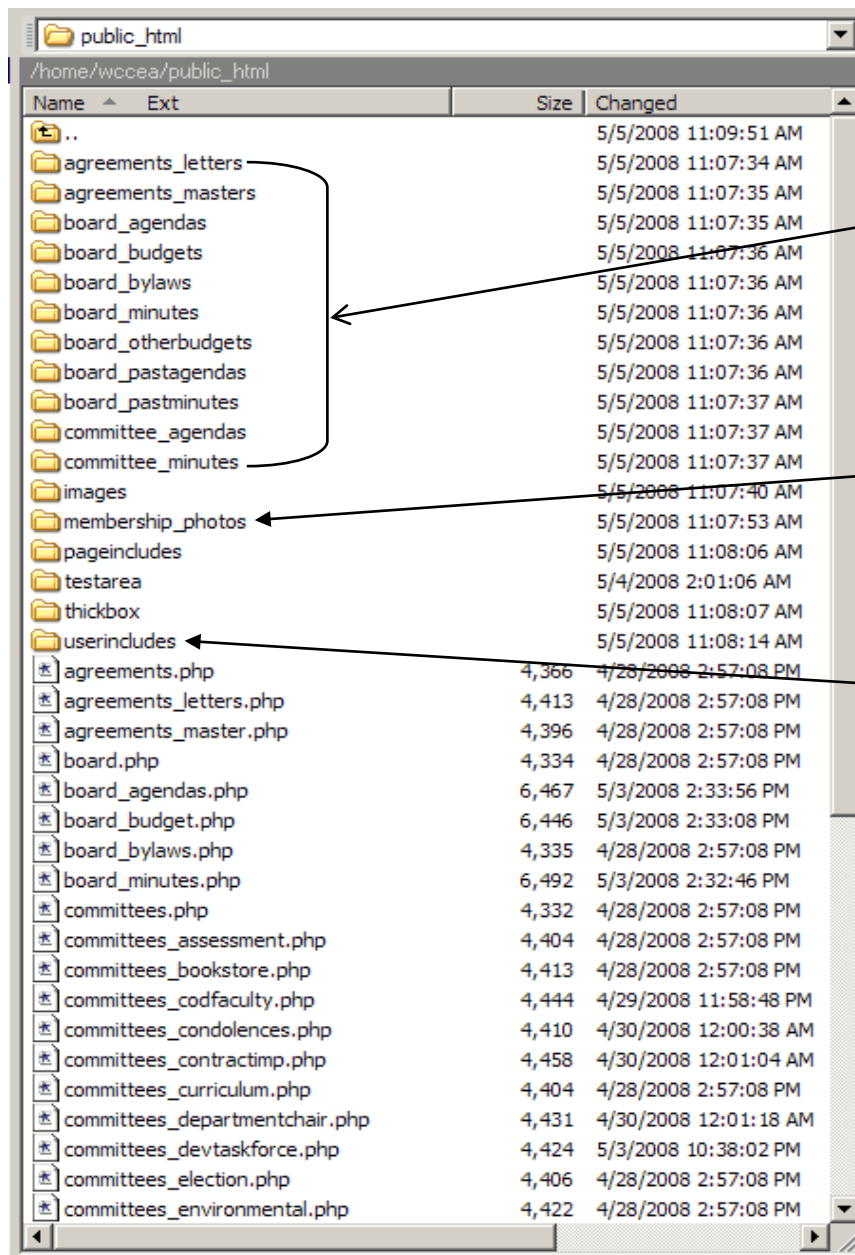 public_html
/home/wccea/public_html
Name Ext Size Changed
.. 5/5/2008 11:09:51 AM
agreements_letters 5/5/2008 11:07:34 AM
agreements_masters 5/5/2008 11:07:35 AM
board_agendas 5/5/2008 11:07:35 AM
board_budgets 5/5/2008 11:07:36 AM
board_bylaws 5/5/2008 11:07:36 AM
board_minutes 5/5/2008 11:07:36 AM
board_otherbudgets 5/5/2008 11:07:36 AM
board_pastagendas 5/5/2008 11:07:36 AM
board_pastminutes 5/5/2008 11:07:37 AM
committee_agendas 5/5/2008 11:07:37 AM
committee_minutes 5/5/2008 11:07:37 AM
images 5/5/2008 11:07:40 AM
membership_photos 5/5/2008 11:07:53 AM
pageincludes 5/5/2008 11:08:06 AM
testarea 5/4/2008 2:01:06 AM
thickbox 5/5/2008 11:08:07 AM
userincludes 5/5/2008 11:08:14 AM
agreements.php 4,366 4/28/2008 2:57:08 PM
agreements_letters.php 4,413 4/28/2008 2:57:08 PM
agreements_master.php 4,396 4/28/2008 2:57:08 PM
board.php 4,334 4/28/2008 2:57:08 PM
board_agendas.php 6,467 5/3/2008 2:33:56 PM
board_budget.php 6,446 5/3/2008 2:33:08 PM
board_bylaws.php 4,335 4/28/2008 2:57:08 PM
board_minutes.php 6,492 5/3/2008 2:32:46 PM
committees.php 4,332 4/28/2008 2:57:08 PM
committees_assessment.php 4,404 4/28/2008 2:57:08 PM
committees_bookstore.php 4,413 4/28/2008 2:57:08 PM
committees_codfaculty.php 4,444 4/29/2008 11:58:48 PM
committees_condolences.php 4,410 4/30/2008 12:00:38 AM
committees_contractimp.php 4,458 4/30/2008 12:01:04 AM
committees_curriculum.php 4,404 4/28/2008 2:57:08 PM
committees_departmentchair.php 4,431 4/30/2008 12:01:18 AM
committees_devtaskforce.php 4,424 5/3/2008 10:38:02 PM
committees_election.php 4,406 4/28/2008 2:57:08 PM
committees_environmental.php 4,422 4/28/2008 2:57:08 PM